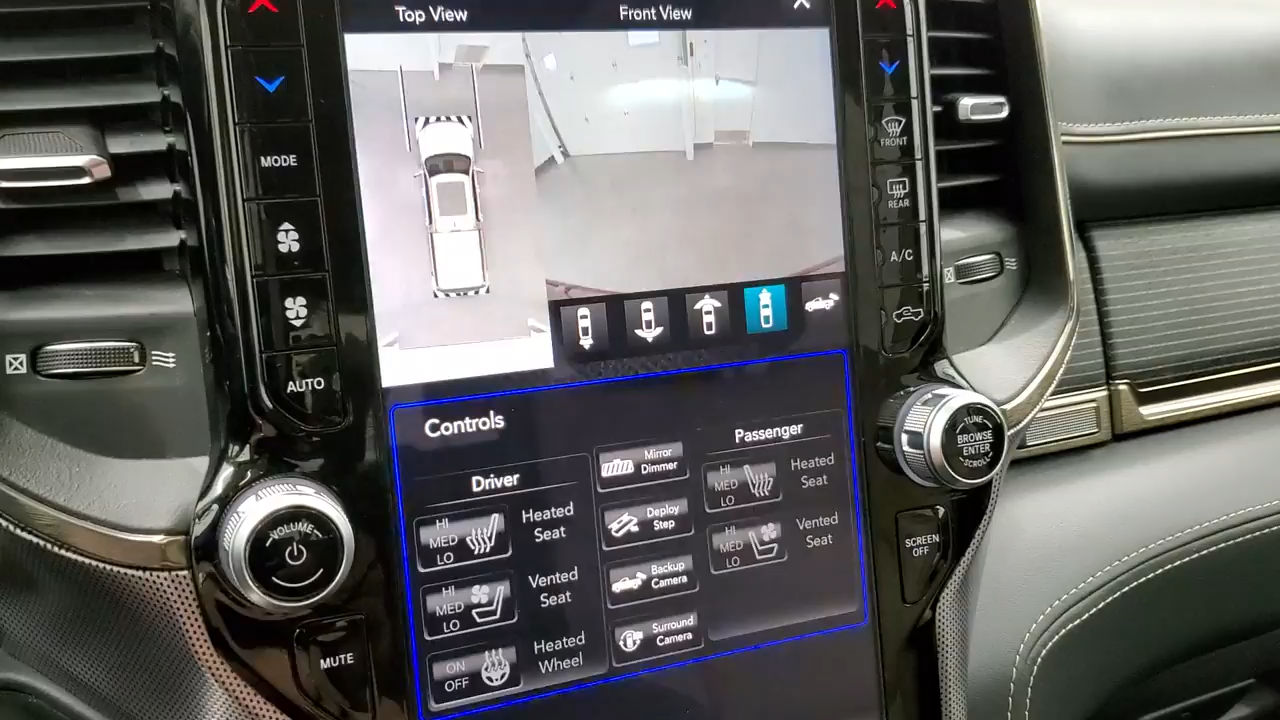 Top View
Front View
MODE
AUTO
FRONT
REAR
A/C
Controls
Driver
HI
MED
LO
Heated
Seat
HI
MED
LO
Vented
Seat
ON
OFF
Heated
Wheel
Mirror
Dimmer
Deploy
Step
Backup
Camera
Surround
Camera
Passenger
HI
MED
LO
Heated
Seat
HI
MED
LO
Vented
Seat
VOLUME
MUTE
TUNE
BROWSE
ENTER
SCROLL
SCREEN
OFF